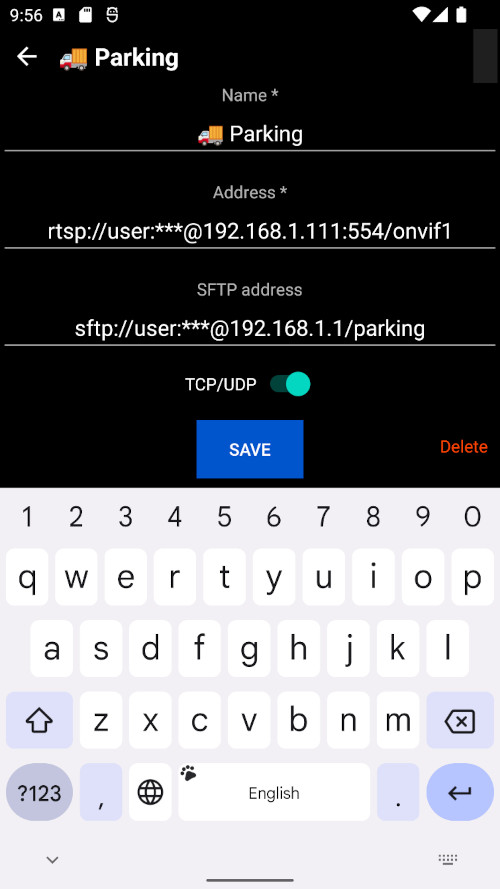 9:56
🚚 Parking
Name *
🚚 Parking
Address *
rtsp://user:***@192.168.1.111:554/onvif1
SFTP address
sftp://user:***@192.168.1.1/parking
TCP/UDP
SAVE
Delete
1 2 3 4 5 6 7 8 9 0
q w e r t y u i o p
a s d f g h j k l
z x c v b n m
?123 , English .